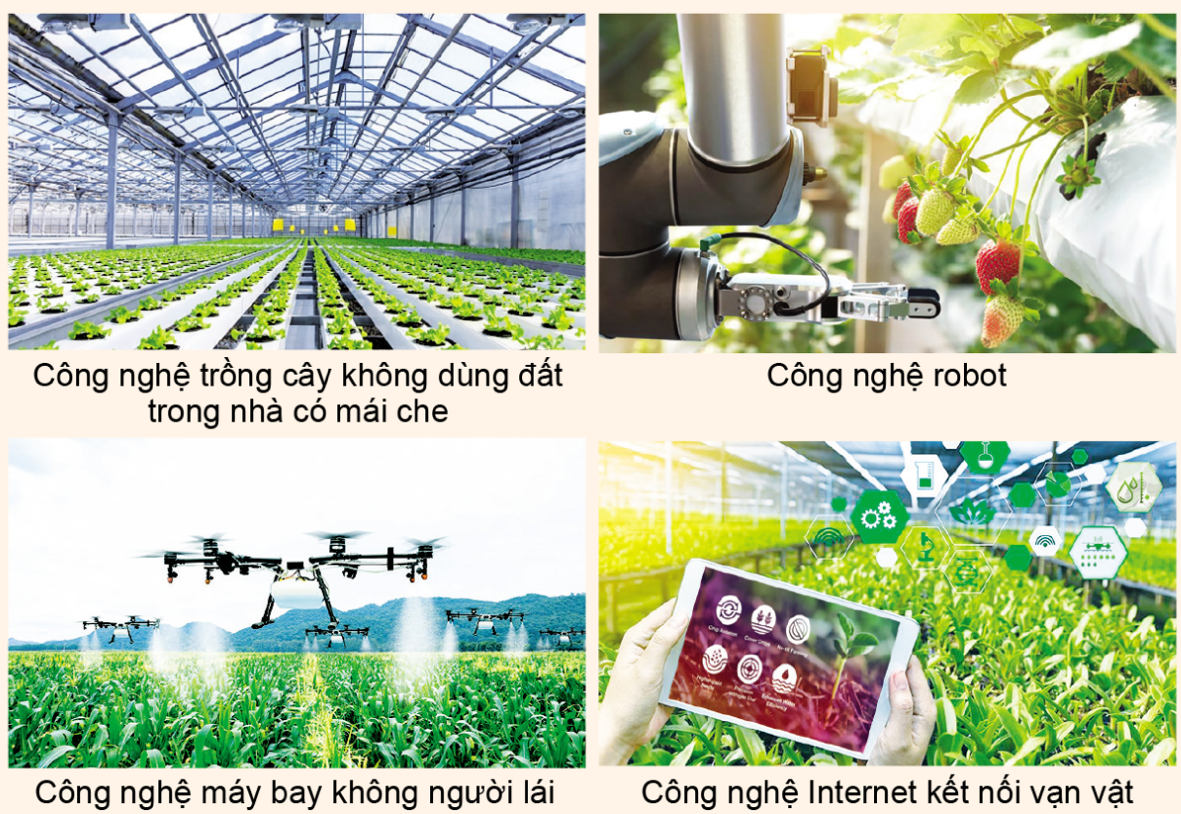 Công nghệ trồng cây không dùng đất
trong nhà có mái che
Công nghệ robot
Công nghệ máy bay không người lái
Công nghệ Internet kết nối vạn vật